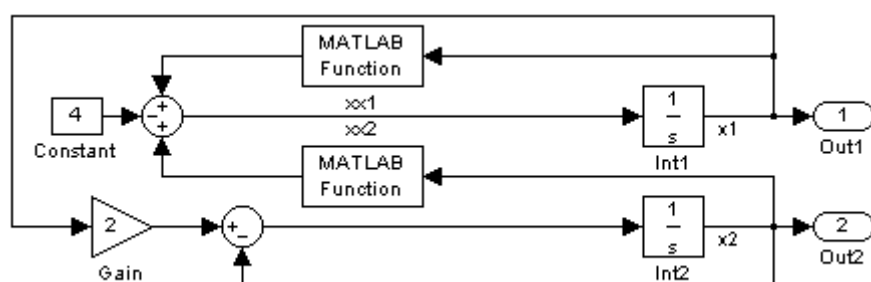 MATLAB
Function
4
Constant
+
−
+
xx1
xx2
1
s
Int1
x1
1
Out1
MATLAB
Function
2
Gain
+
−
1
s
Int2
x2
2
Out2